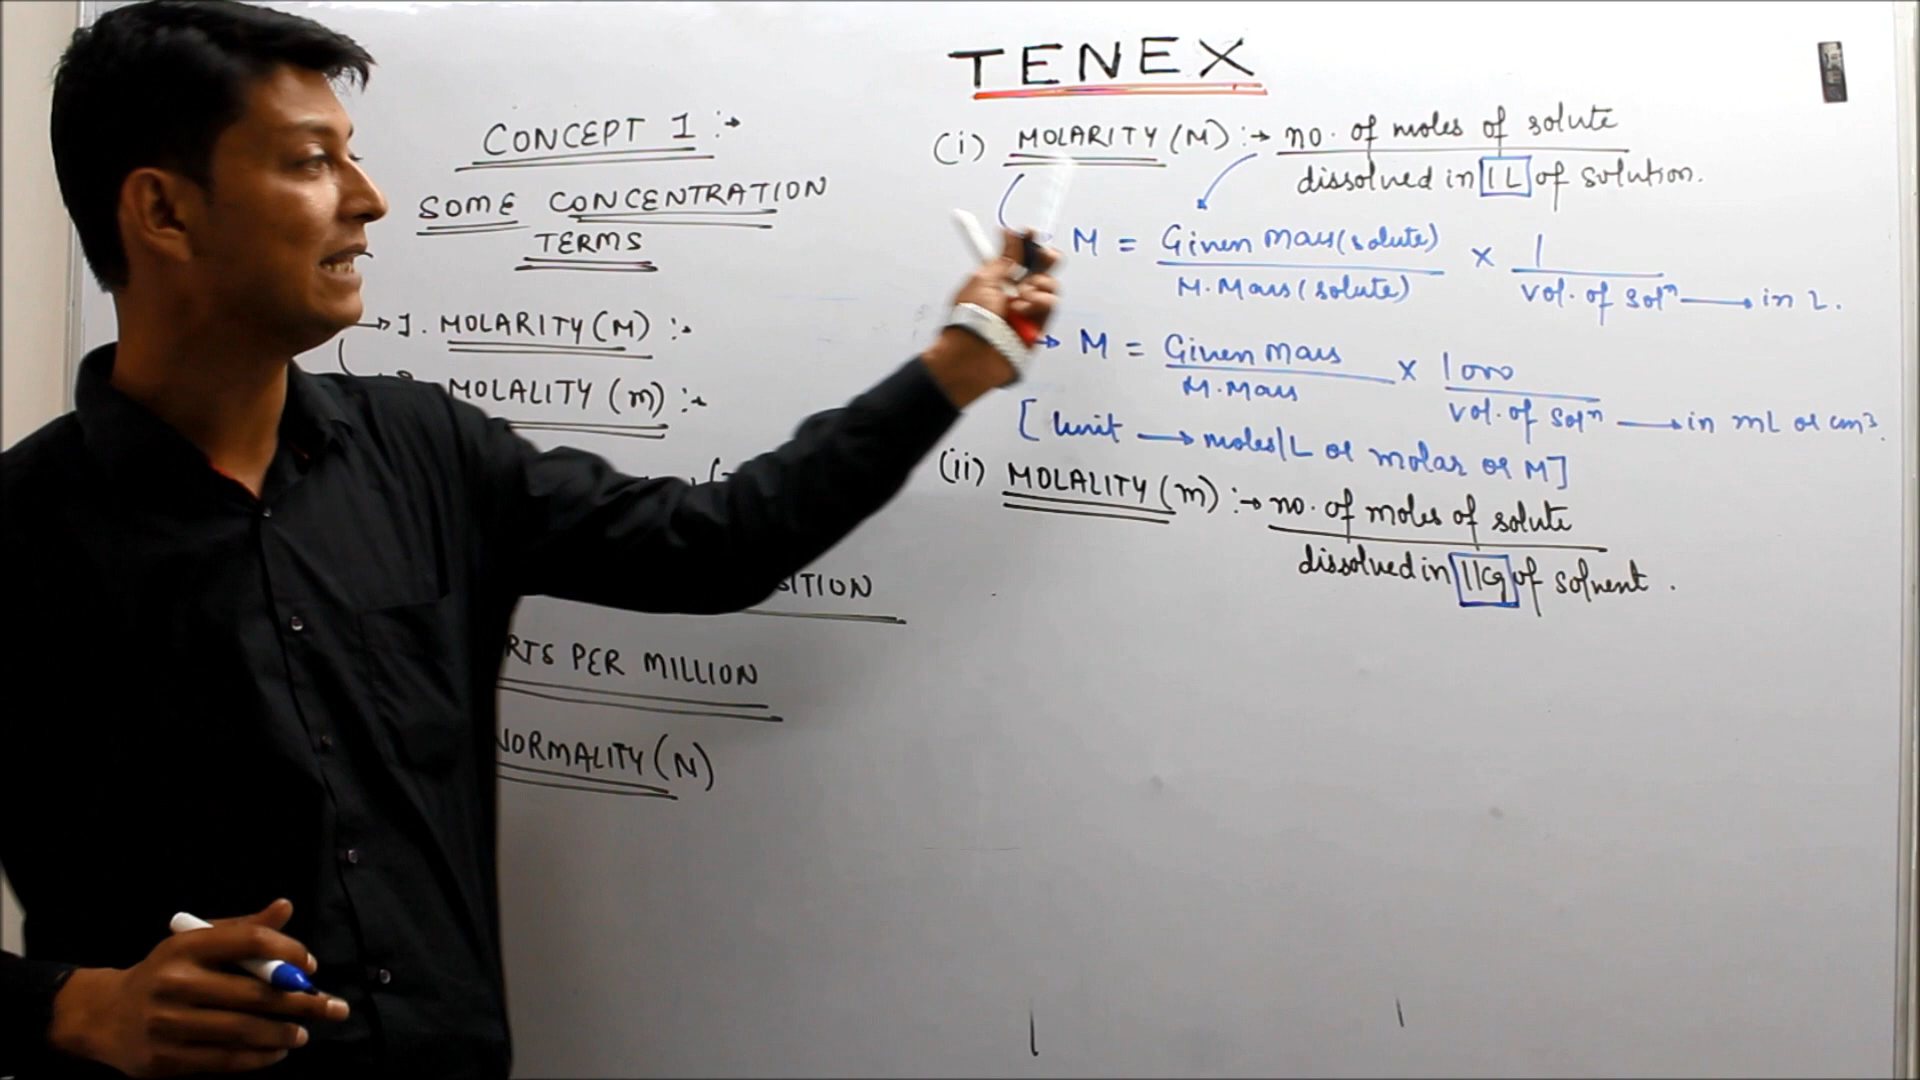 TENEX
CONCEPT 1 :→
SOME CONCENTRATION
TERMS
→ 1. MOLARITY (M) :→
MOLALITY (m) :→
SITION
RTS PER MILLION
NORMALITY (N)
(i) MOLARITY (M) :→ no. of moles of solute
dissolved in 1 L of solution.
M = Given Mass (solute) × 1
M. Mass (solute) vol. of solⁿ → in L.
→ M = Given Mass × 1000
M. Mass vol. of solⁿ → in mL or cm³.
[ Unit → moles/L or molar or M ]
(ii) MOLALITY (m) :→ no. of moles of solute
dissolved in 1 Kg of solvent .